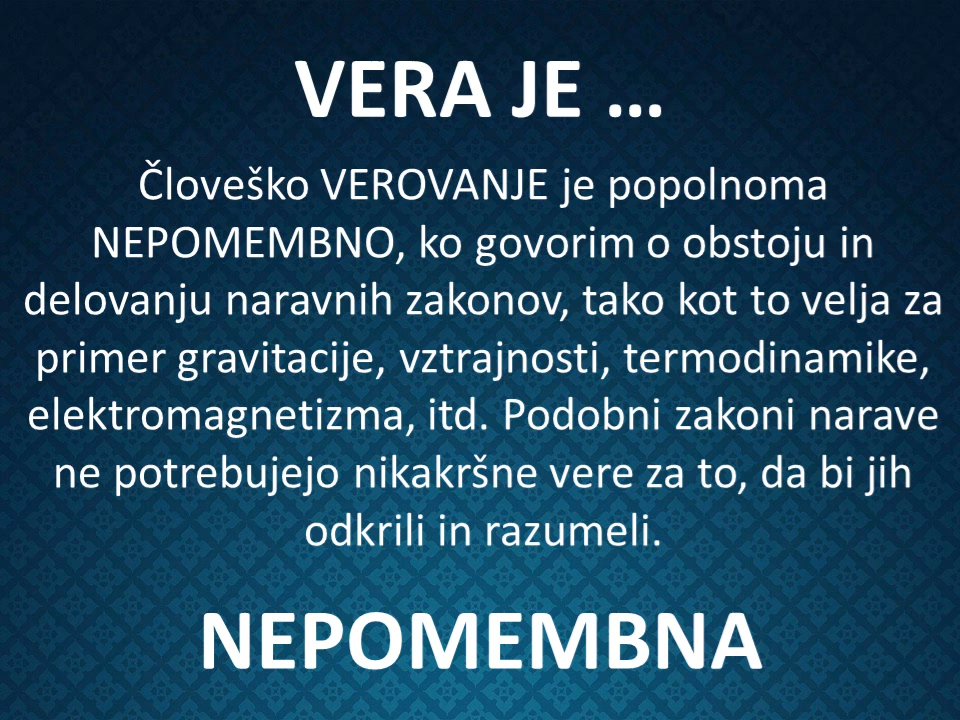 VERA JE ...
Človeško VEROVANJE je popolnoma
NEPOMEMBNO, ko govorim o obstoju in
delovanju naravnih zakonov, tako kot to velja za
primer gravitacije, vztrajnosti, termodinamike,
elektromagnetizma, itd. Podobni zakoni narave
ne potrebujejo nikakršne vere za to, da bi jih
odkrili in razumeli.
NEPOMEMBNA